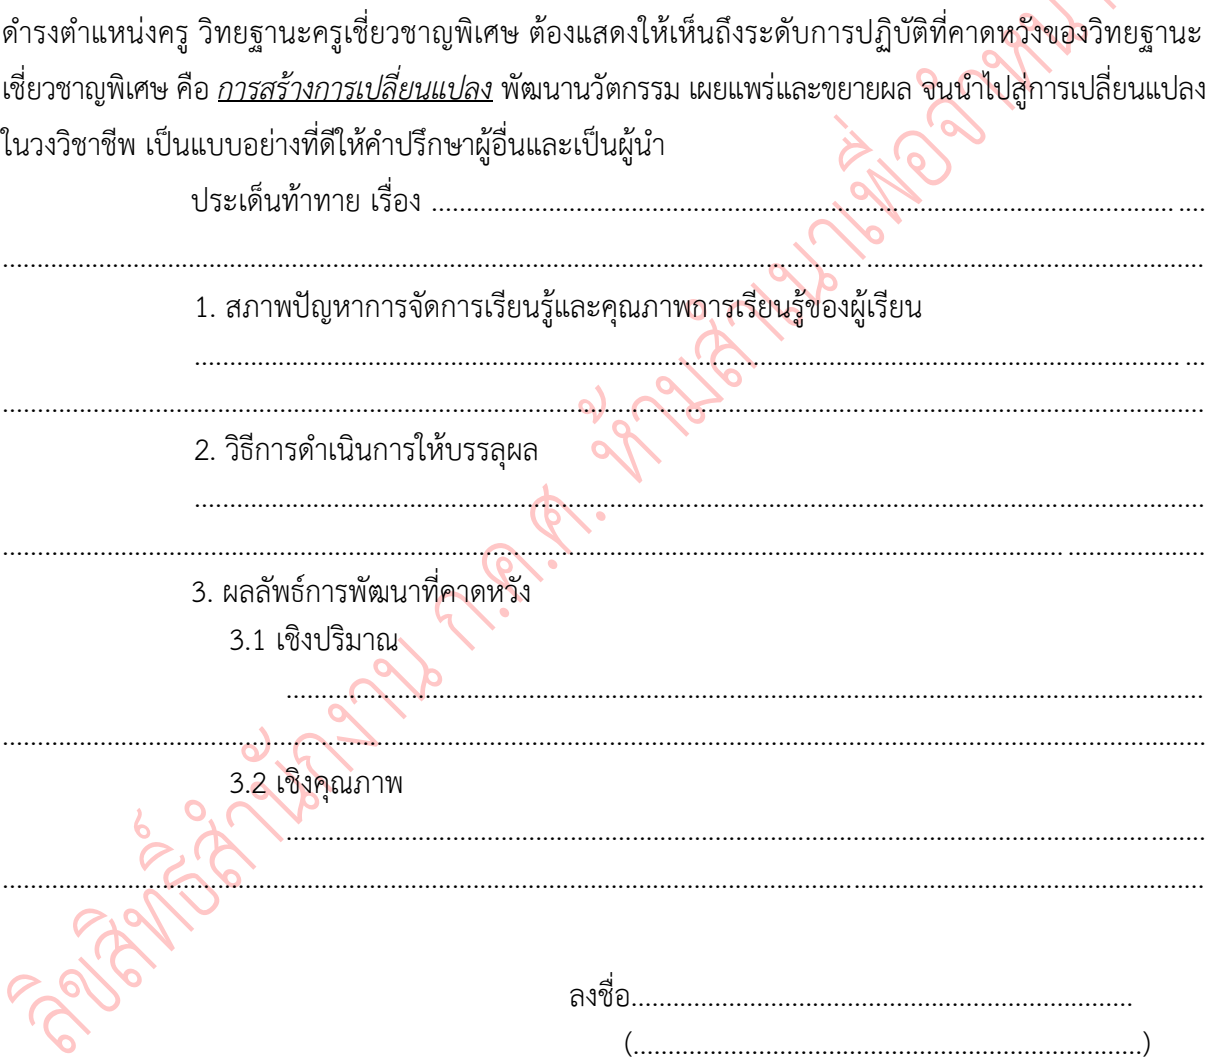 ดำรงตำแหน่งครู วิทยฐานะครูเชี่ยวชาญพิเศษ ต้องแสดงให้เห็นถึงระดับการปฏิบัติที่คาดหวังของวิทยฐานะ
เชี่ยวชาญพิเศษ คือ การสร้างการเปลี่ยนแปลง พัฒนานวัตกรรม เผยแพร่และขยายผล จนนำไปสู่การเปลี่ยนแปลง
ในวงวิชาชีพ เป็นแบบอย่างที่ดีให้คำปรึกษาผู้อื่นและเป็นผู้นำ
ประเด็นท้าทาย เรื่อง ................................................................................................................
................................................................................................................................................................
1. สภาพปัญหาการจัดการเรียนรู้และคุณภาพการเรียนรู้ของผู้เรียน
................................................................................................................................................
................................................................................................................................................................
2. วิธีการดำเนินการให้บรรลุผล
................................................................................................................................................
................................................................................................................................................................
3. ผลลัพธ์การพัฒนาที่คาดหวัง
3.1 เชิงปริมาณ
....................................................................................................................................
................................................................................................................................................................
3.2 เชิงคุณภาพ
....................................................................................................................................
................................................................................................................................................................
ลงชื่อ........................................................................
(.........................................................................)
ลิขสิทธิ์สำนักงาน ก.ค.ศ. ห้ามสำเนาเพื่อจำหน่าย